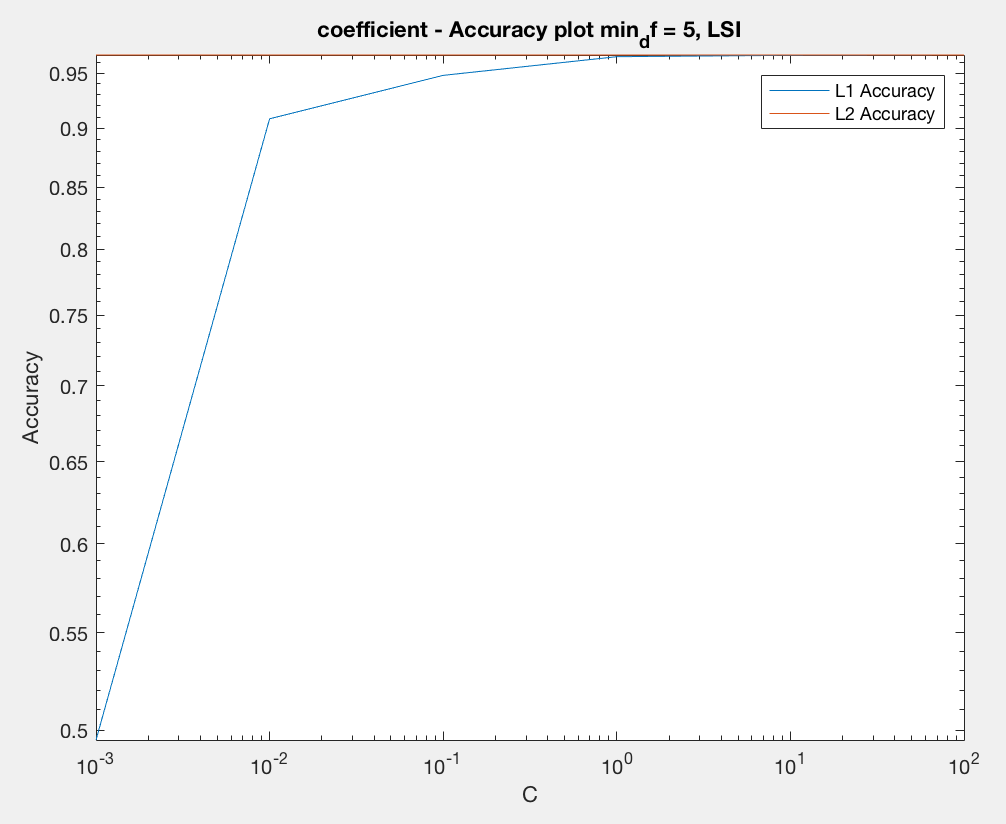 coefficient - Accuracy plot min_df = 5, LSI
0.95
L1 Accuracy
L2 Accuracy
0.9
0.85
0.8
0.75
0.7
Accuracy
0.65
0.6
0.55
0.5
10^-3 10^-2 10^-1 10^0 10^1 10^2
C